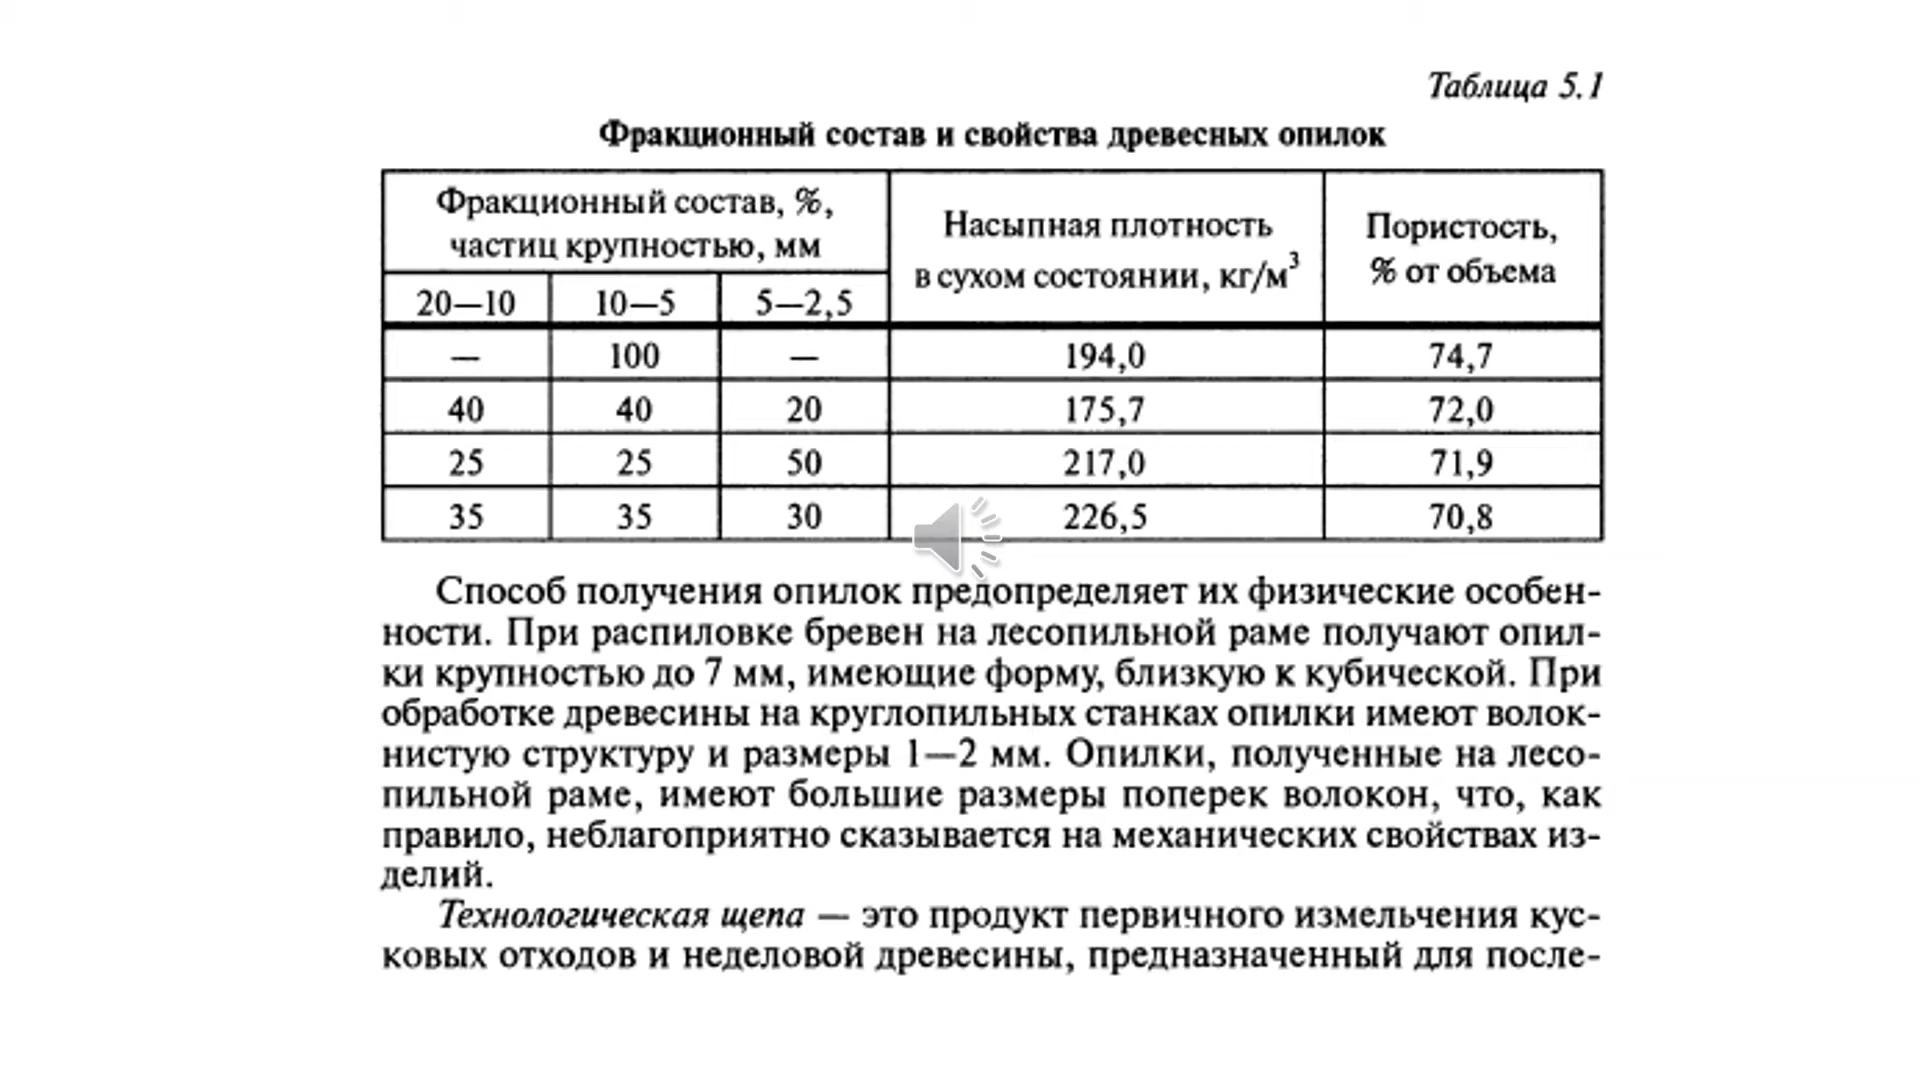 Таблица 5.1
Фракционный состав и свойства древесных опилок
Фракционный состав, %,
частиц крупностью, мм
Насыпная плотность
в сухом состоянии, кг/м³
Пористость,
% от объема
20—10 10—5 5—2,5
— 100 — 194,0 74,7
40 40 20 175,7 72,0
25 25 50 217,0 71,9
35 35 30 226,5 70,8
Способ получения опилок предопределяет их физические особен-
ности. При распиловке бревен на лесопильной раме получают опил-
ки крупностью до 7 мм, имеющие форму, близкую к кубической. При
обработке древесины на круглопильных станках опилки имеют волок-
нистую структуру и размеры 1—2 мм. Опилки, полученные на лесо-
пильной раме, имеют большие размеры поперек волокон, что, как
правило, неблагоприятно сказывается на механических свойствах из-
делий.
Технологическая щепа — это продукт первичного измельчения кус-
ковых отходов и неделовой древесины, предназначенный для после-